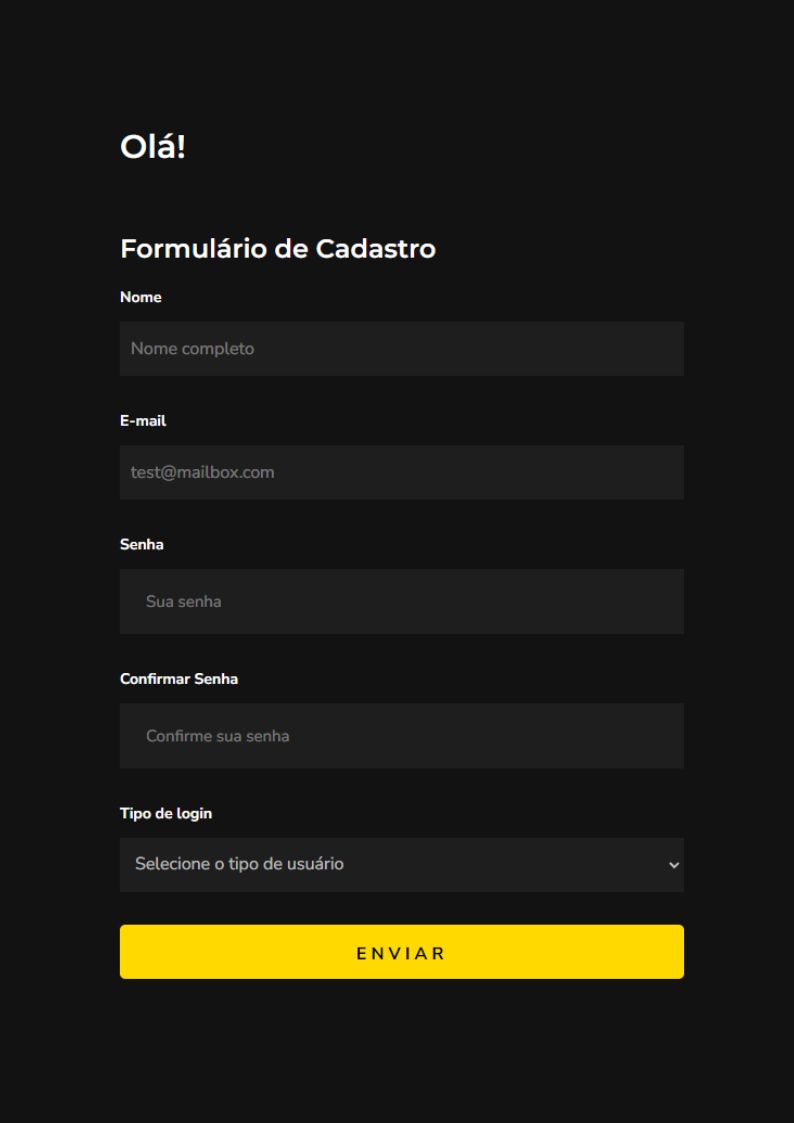 Olá!
Formulário de Cadastro
Nome
Nome completo
E-mail
test@mailbox.com
Senha
Sua senha
Confirmar Senha
Confirme sua senha
Tipo de login
Selecione o tipo de usuário
ENVIAR